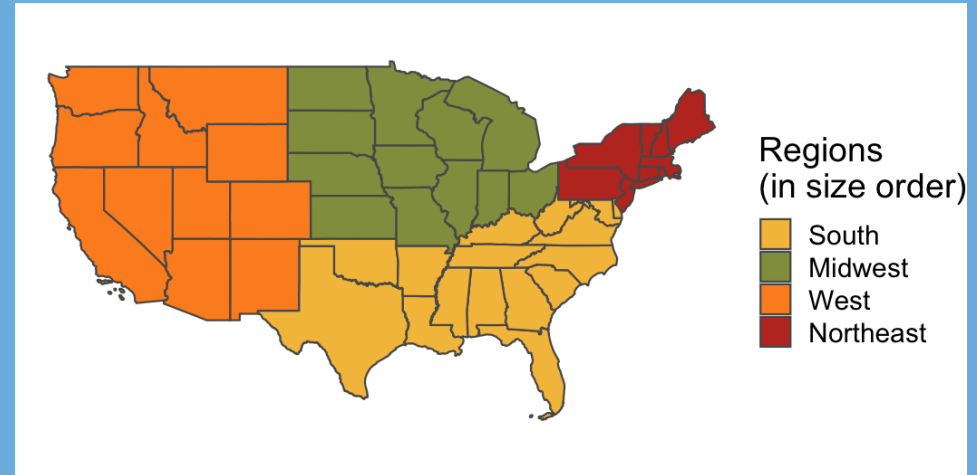 Regions
(in size order)
South
Midwest
West
Northeast